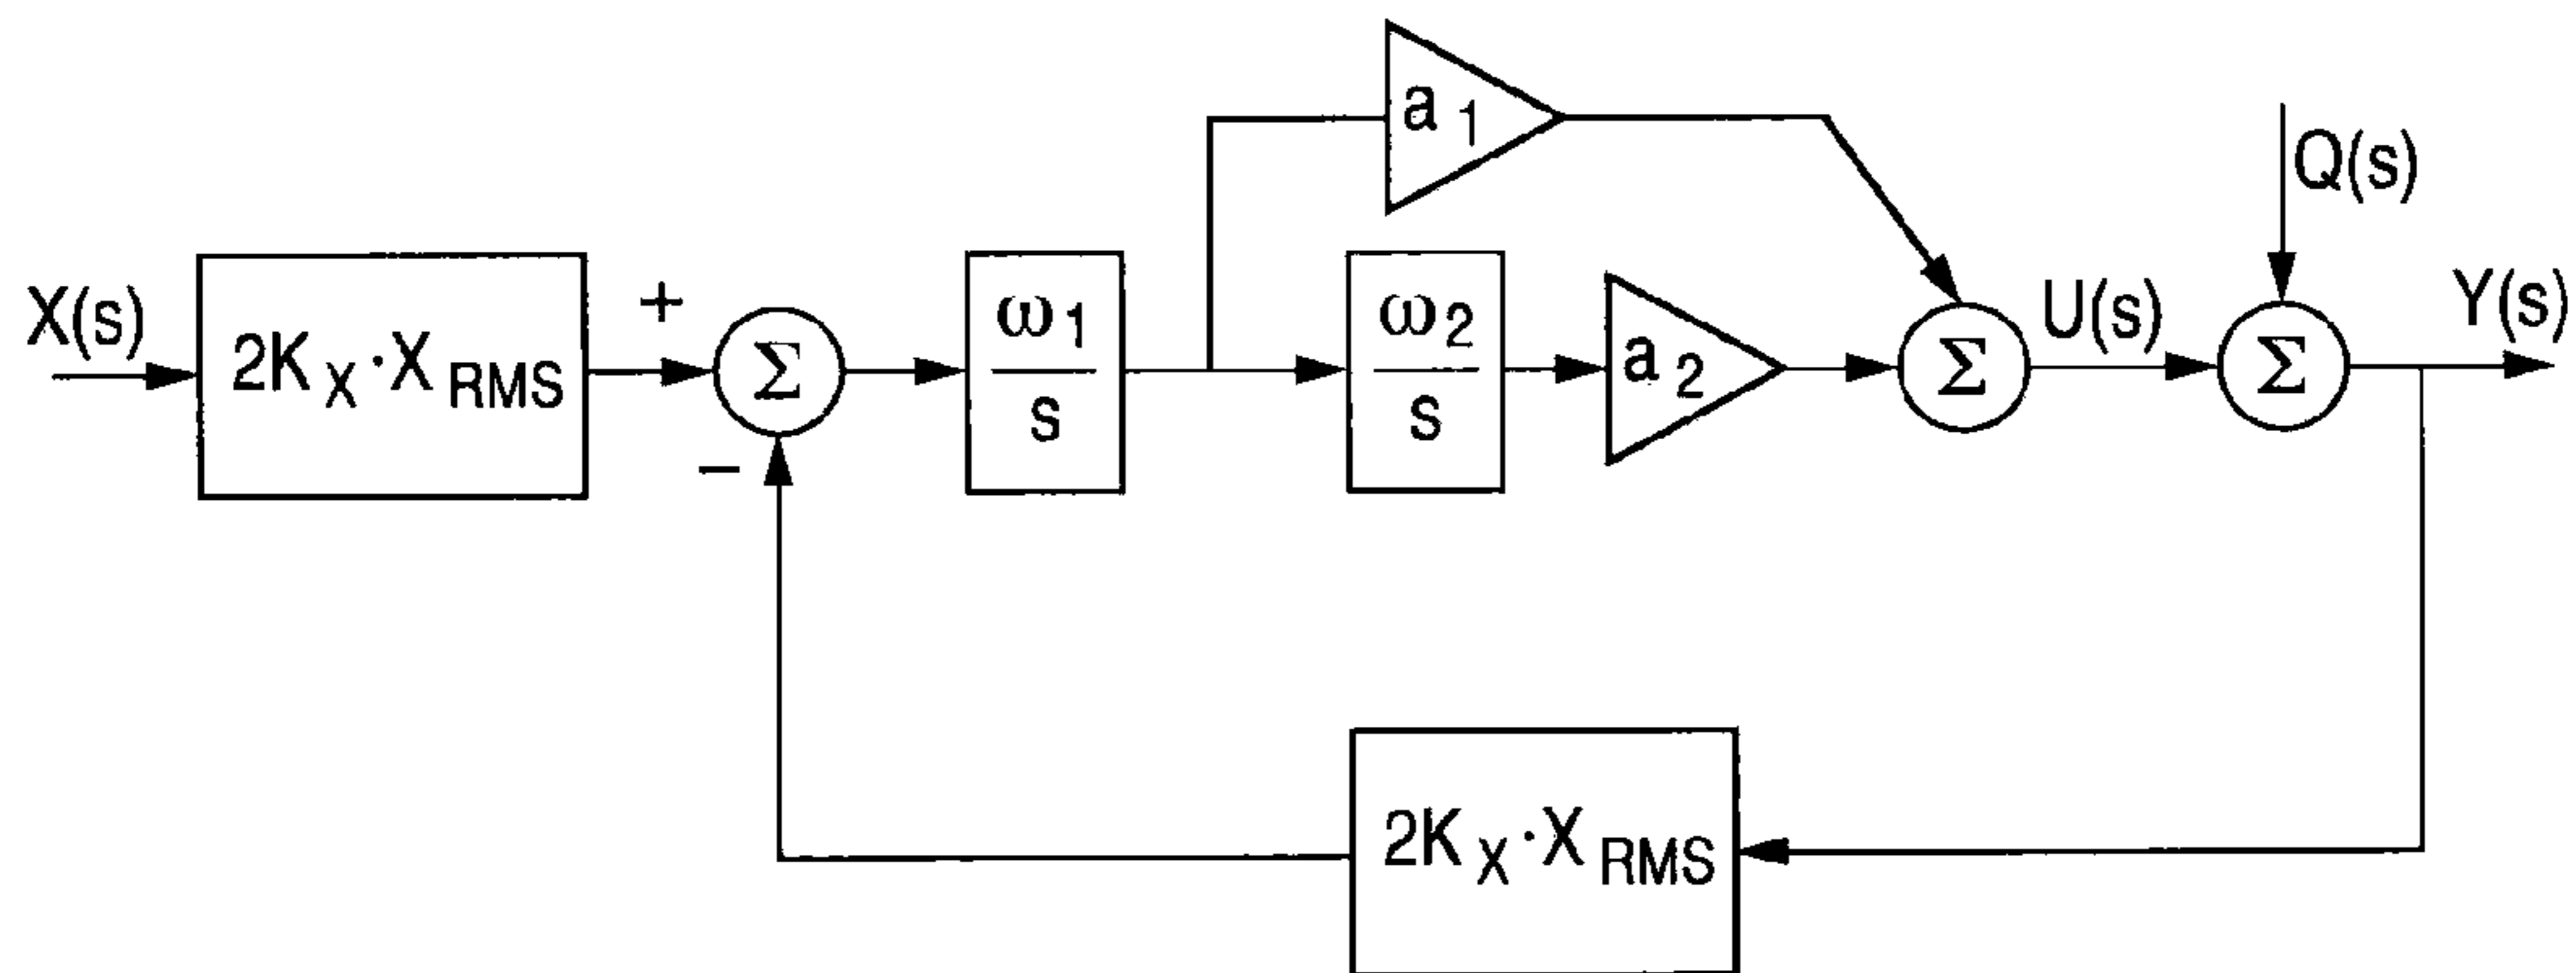 a 1
Q(s)
X(s)
2K X · X RMS
+
Σ
−
ω 1
s
ω 2
s
a 2
Σ
U(s)
Σ
Y(s)
2K X · X RMS